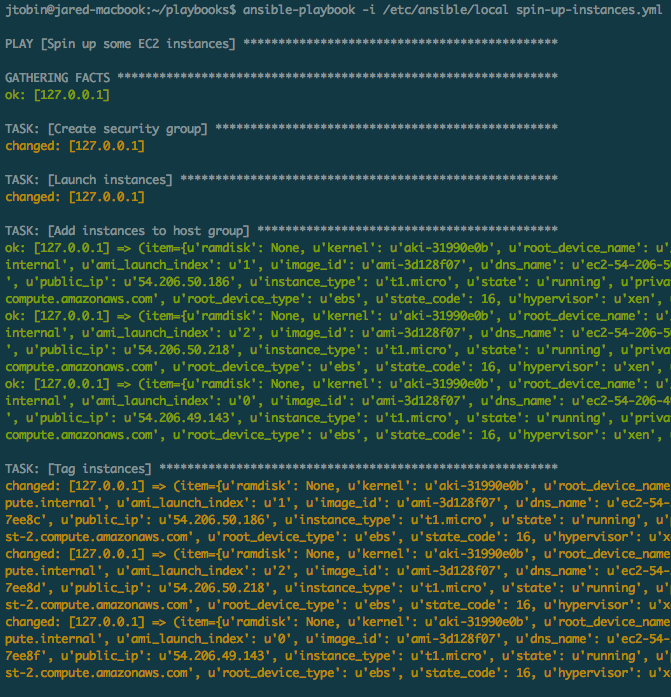 jtobin@jared-macbook:~/playbooks$ ansible-playbook -i /etc/ansible/local spin-up-instances.yml
PLAY [Spin up some EC2 instances] *********************************************
GATHERING FACTS ***************************************************************
ok: [127.0.0.1]
TASK: [Create security group] *************************************************
changed: [127.0.0.1]
TASK: [Launch instances] ******************************************************
changed: [127.0.0.1]
TASK: [Add instances to host group] *******************************************
ok: [127.0.0.1] => (item={u'ramdisk': None, u'kernel': u'aki-31990e0b', u'root_device_name': u'
internal', u'ami_launch_index': u'1', u'image_id': u'ami-3d128f07', u'dns_name': u'ec2-54-206-5
', u'public_ip': u'54.206.50.186', u'instance_type': u't1.micro', u'state': u'running', u'priva
compute.amazonaws.com', u'root_device_type': u'ebs', u'state_code': 16, u'hypervisor': u'xen',
ok: [127.0.0.1] => (item={u'ramdisk': None, u'kernel': u'aki-31990e0b', u'root_device_name': u'
internal', u'ami_launch_index': u'2', u'image_id': u'ami-3d128f07', u'dns_name': u'ec2-54-206-5
', u'public_ip': u'54.206.50.218', u'instance_type': u't1.micro', u'state': u'running', u'priva
compute.amazonaws.com', u'root_device_type': u'ebs', u'state_code': 16, u'hypervisor': u'xen',
ok: [127.0.0.1] => (item={u'ramdisk': None, u'kernel': u'aki-31990e0b', u'root_device_name': u'
internal', u'ami_launch_index': u'0', u'image_id': u'ami-3d128f07', u'dns_name': u'ec2-54-206-4
', u'public_ip': u'54.206.49.143', u'instance_type': u't1.micro', u'state': u'running', u'priva
compute.amazonaws.com', u'root_device_type': u'ebs', u'state_code': 16, u'hypervisor': u'xen',
TASK: [Tag instances] *********************************************************
changed: [127.0.0.1] => (item={u'ramdisk': None, u'kernel': u'aki-31990e0b', u'root_device_name
pute.internal', u'ami_launch_index': u'1', u'image_id': u'ami-3d128f07', u'dns_name': u'ec2-54-
7ee8c', u'public_ip': u'54.206.50.186', u'instance_type': u't1.micro', u'state': u'running', u'
st-2.compute.amazonaws.com', u'root_device_type': u'ebs', u'state_code': 16, u'hypervisor': u'x
changed: [127.0.0.1] => (item={u'ramdisk': None, u'kernel': u'aki-31990e0b', u'root_device_name
pute.internal', u'ami_launch_index': u'2', u'image_id': u'ami-3d128f07', u'dns_name': u'ec2-54-
7ee8d', u'public_ip': u'54.206.50.218', u'instance_type': u't1.micro', u'state': u'running', u'
st-2.compute.amazonaws.com', u'root_device_type': u'ebs', u'state_code': 16, u'hypervisor': u'x
changed: [127.0.0.1] => (item={u'ramdisk': None, u'kernel': u'aki-31990e0b', u'root_device_name
pute.internal', u'ami_launch_index': u'0', u'image_id': u'ami-3d128f07', u'dns_name': u'ec2-54-
7ee8f', u'public_ip': u'54.206.49.143', u'instance_type': u't1.micro', u'state': u'running', u'
st-2.compute.amazonaws.com', u'root_device_type': u'ebs', u'state_code': 16, u'hypervisor': u'x